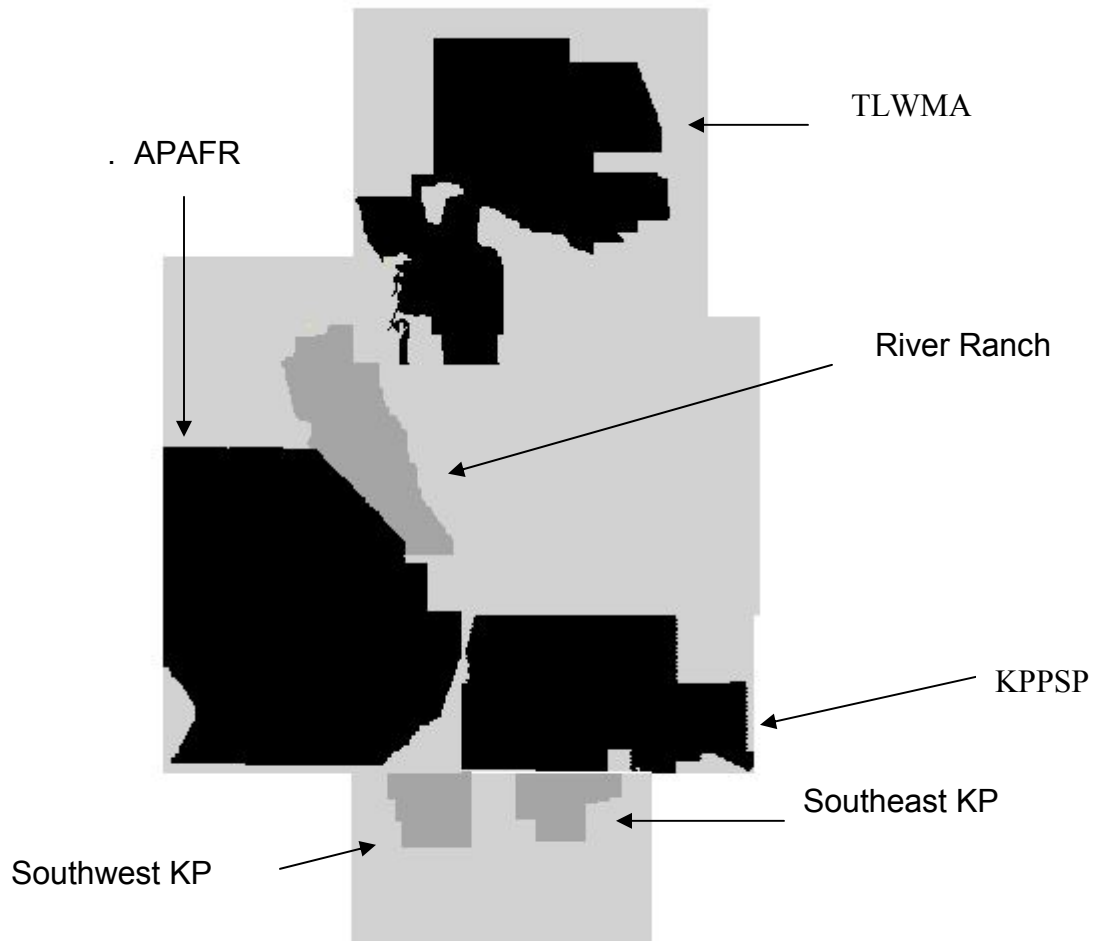 TLWMA
. APAFR
River Ranch
KPPSP
Southeast KP
Southwest KP